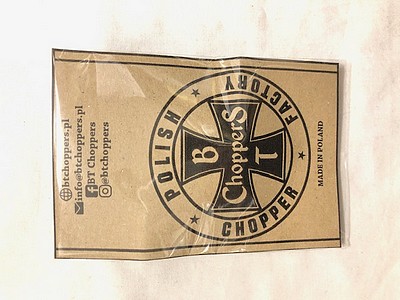 btchoppers.pl
info@btchoppers.pl
BT Choppers
@btchoppers
POLISH CHOPPER FACTORY
B
ChopperS
T
MADE IN POLAND